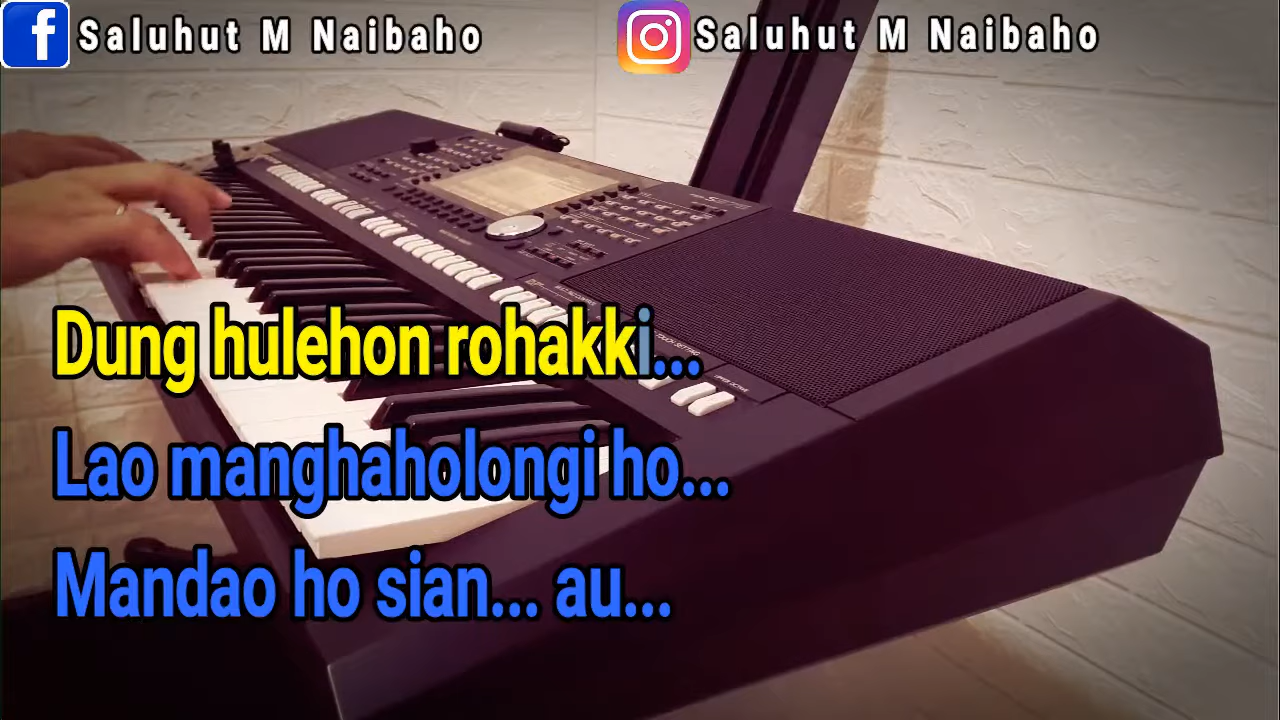 Saluhut M Naibaho
Saluhut M Naibaho
Dung hulehon rohakki...
Lao manghaholongi ho...
Mandao ho sian... au...